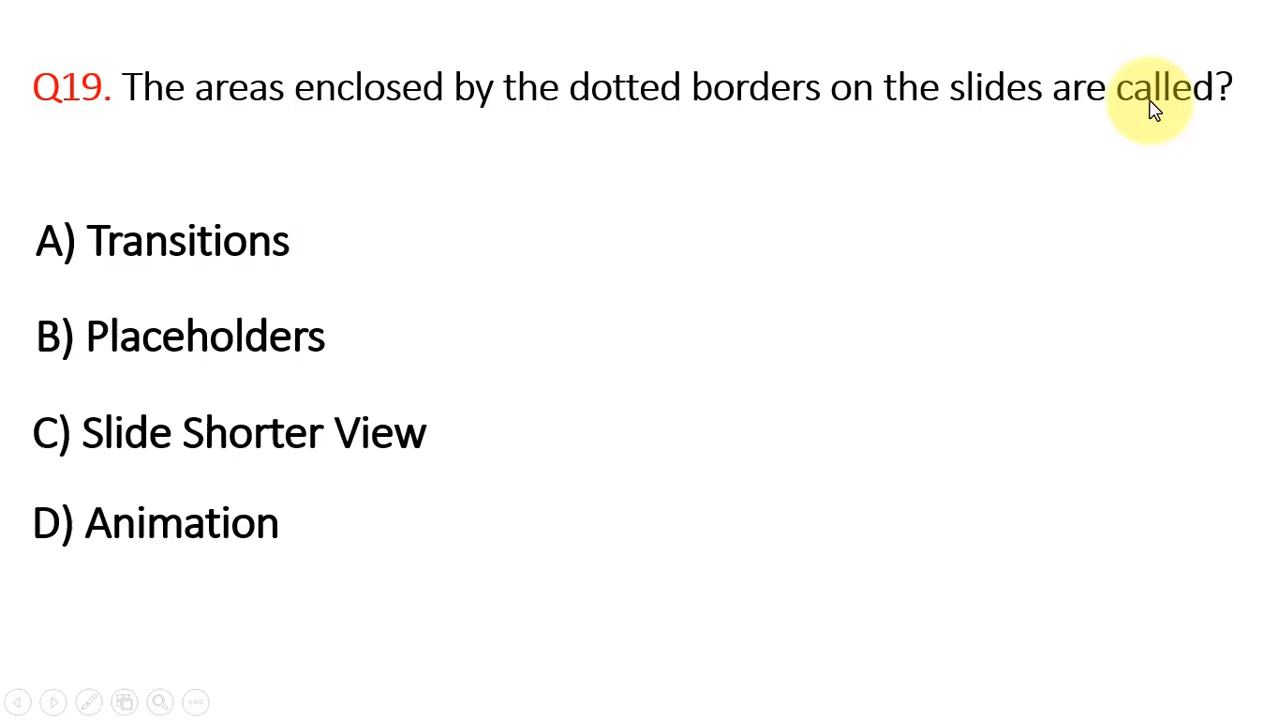 Q19. The areas enclosed by the dotted borders on the slides are called?
A) Transitions
B) Placeholders
C) Slide Shorter View
D) Animation